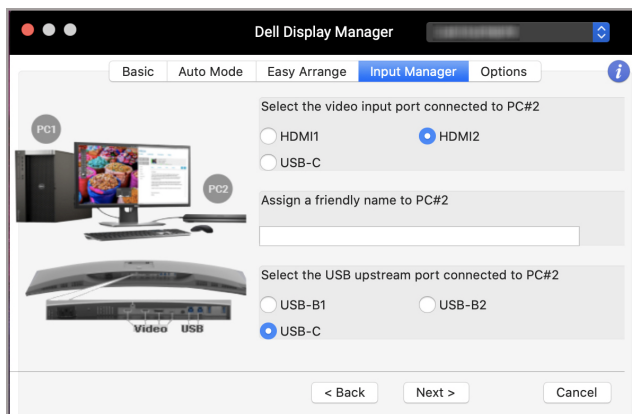 Dell Display Manager
Basic Auto Mode Easy Arrange Input Manager Options i
Select the video input port connected to PC#2
HDMI1 HDMI2
USB-C
Assign a friendly name to PC#2
Select the USB upstream port connected to PC#2
USB-B1 USB-B2
USB-C
PC1
PC2
Video USB
< Back Next > Cancel